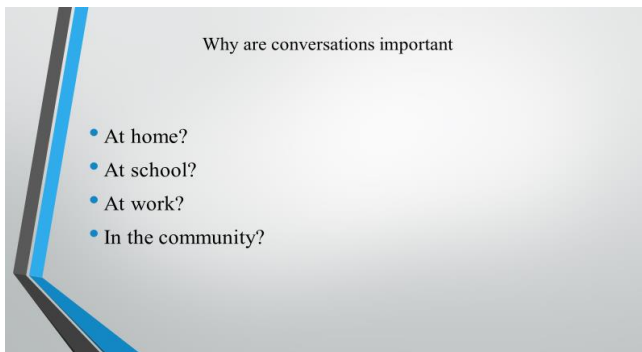 Why are conversations important
• At home?
• At school?
• At work?
• In the community?